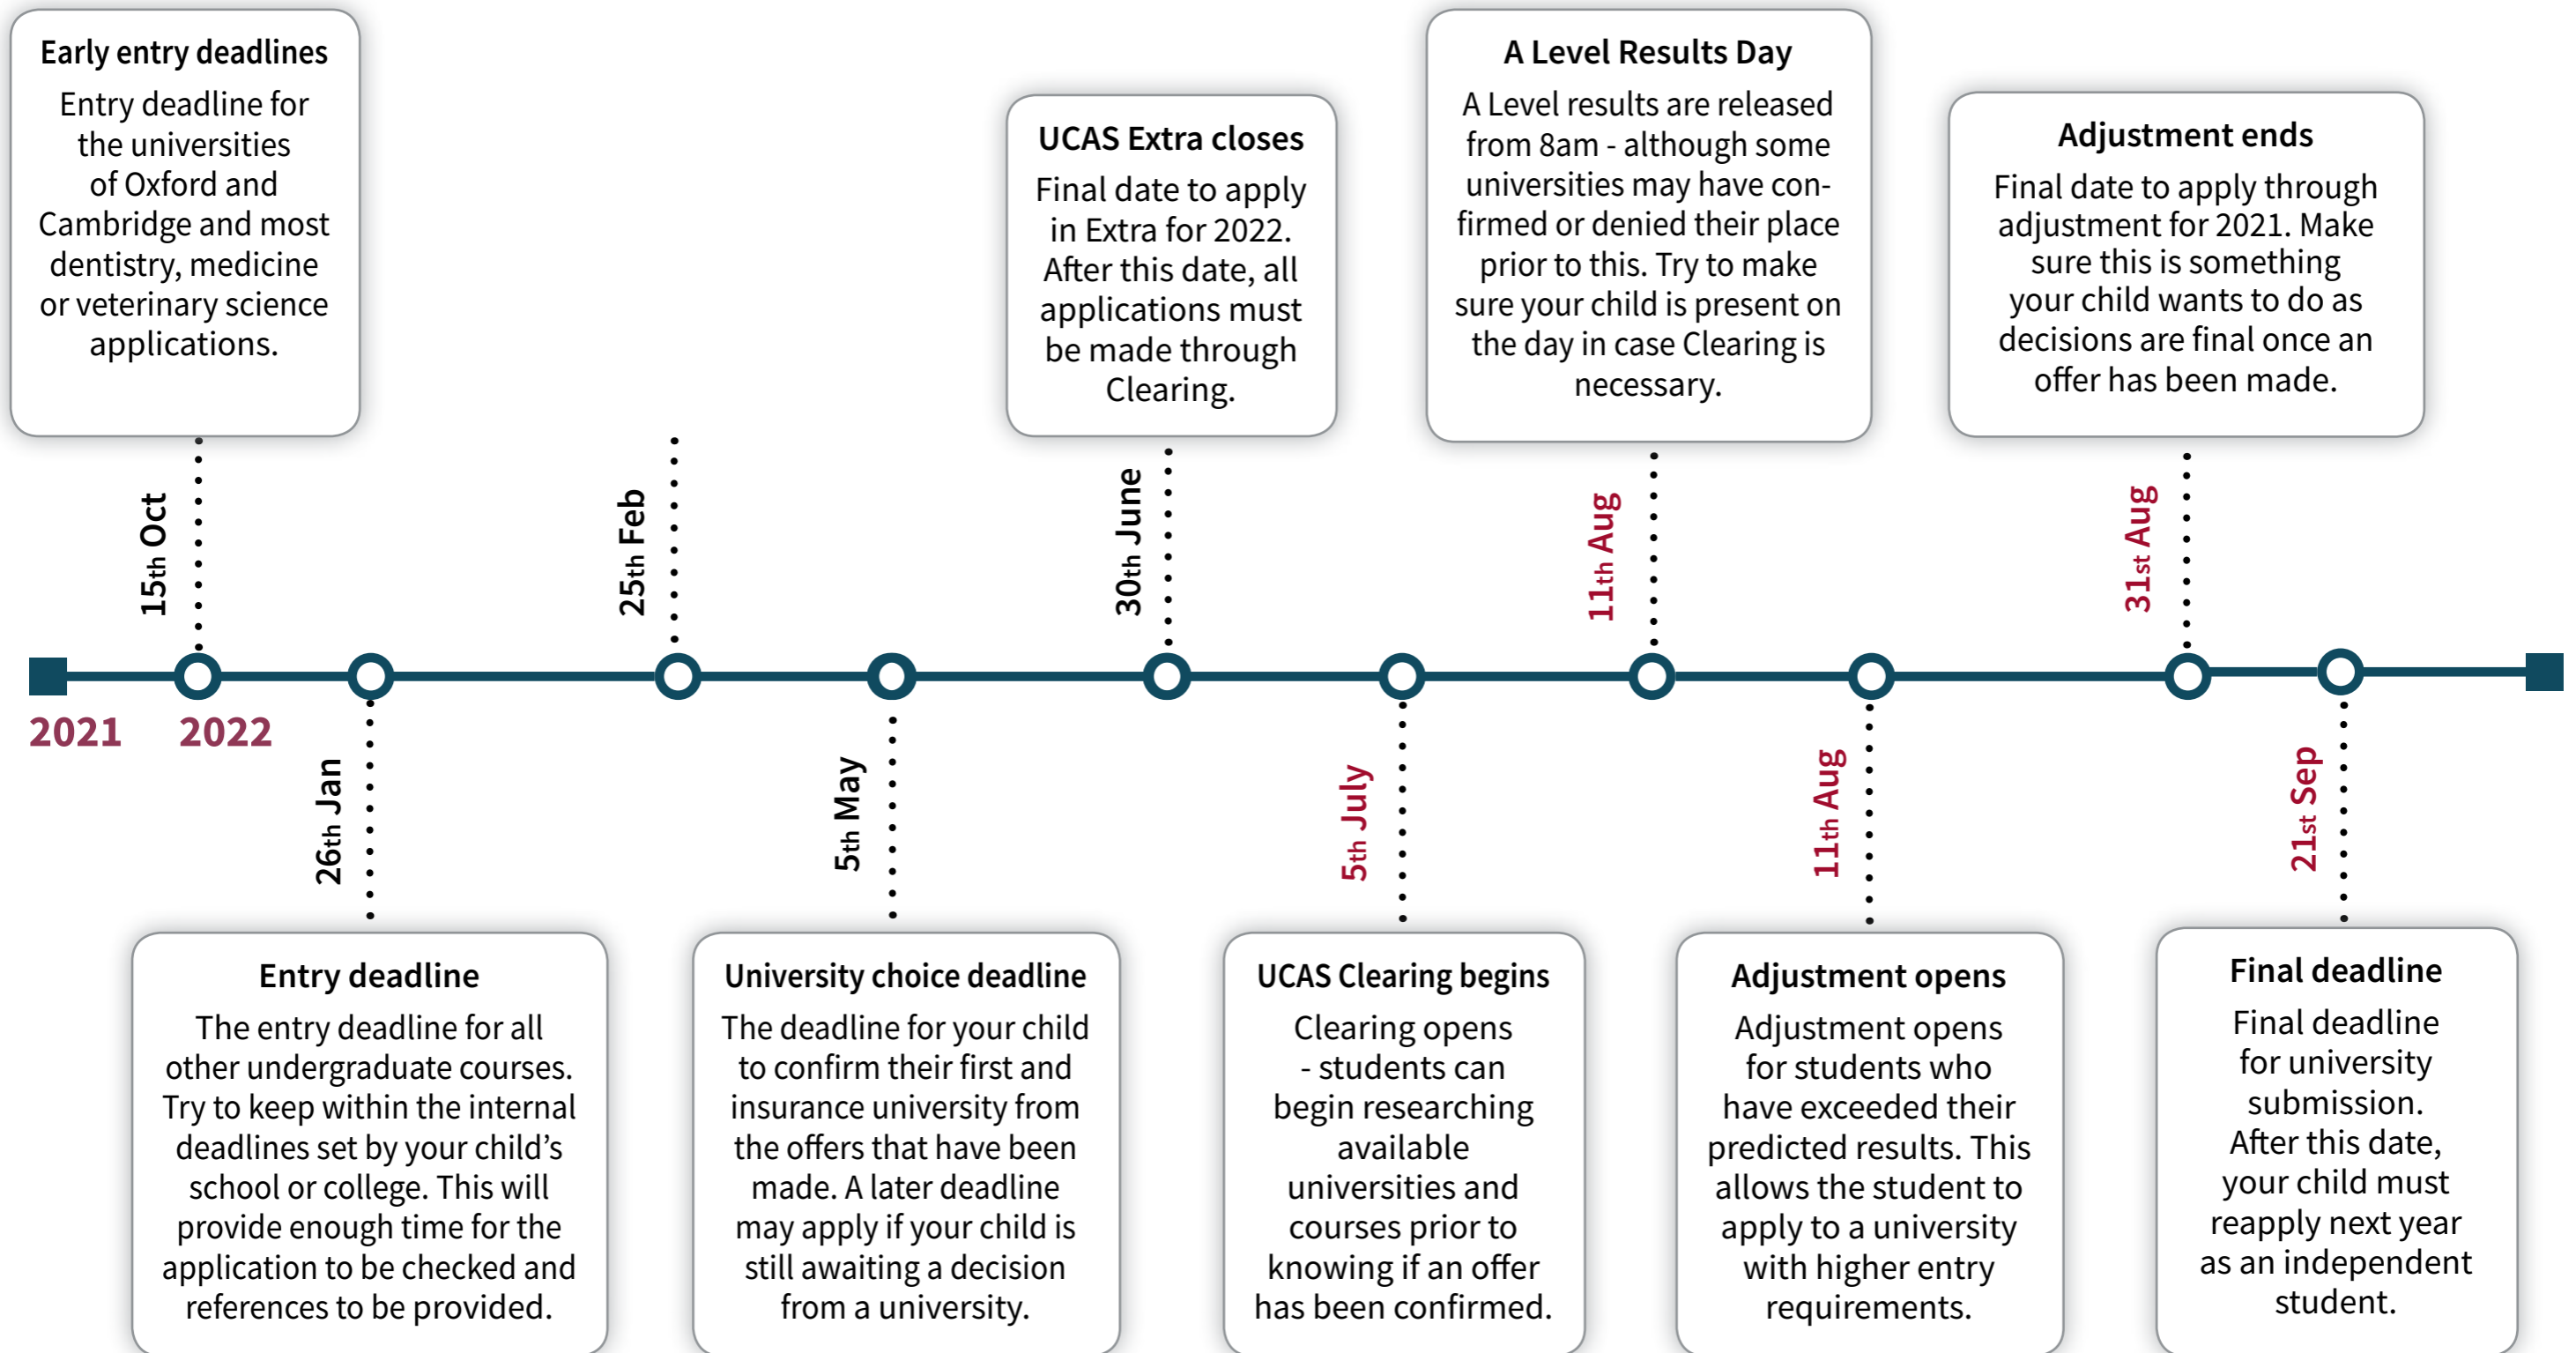 Early entry deadlines
Entry deadline for
the universities
of Oxford and
Cambridge and most
dentistry, medicine
or veterinary science
applications.
UCAS Extra closes
Final date to apply
in Extra for 2022.
After this date, all
applications must
be made through
Clearing.
A Level Results Day
A Level results are released
from 8am - although some
universities may have con-
firmed or denied their place
prior to this. Try to make
sure your child is present on
the day in case Clearing is
necessary.
Adjustment ends
Final date to apply through
adjustment for 2021. Make
sure this is something
your child wants to do as
decisions are final once an
offer has been made.
15th Oct
25th Feb
30th June
11th Aug
31st Aug
2021
2022
26th Jan
5th May
5th July
11th Aug
21st Sep
Entry deadline
The entry deadline for all
other undergraduate courses.
Try to keep within the internal
deadlines set by your child’s
school or college. This will
provide enough time for the
application to be checked and
references to be provided.
University choice deadline
The deadline for your child
to confirm their first and
insurance university from
the offers that have been
made. A later deadline
may apply if your child is
still awaiting a decision
from a university.
UCAS Clearing begins
Clearing opens
- students can
begin researching
available
universities and
courses prior to
knowing if an offer
has been confirmed.
Adjustment opens
Adjustment opens
for students who
have exceeded their
predicted results. This
allows the student to
apply to a university
with higher entry
requirements.
Final deadline
Final deadline
for university
submission.
After this date,
your child must
reapply next year
as an independent
student.